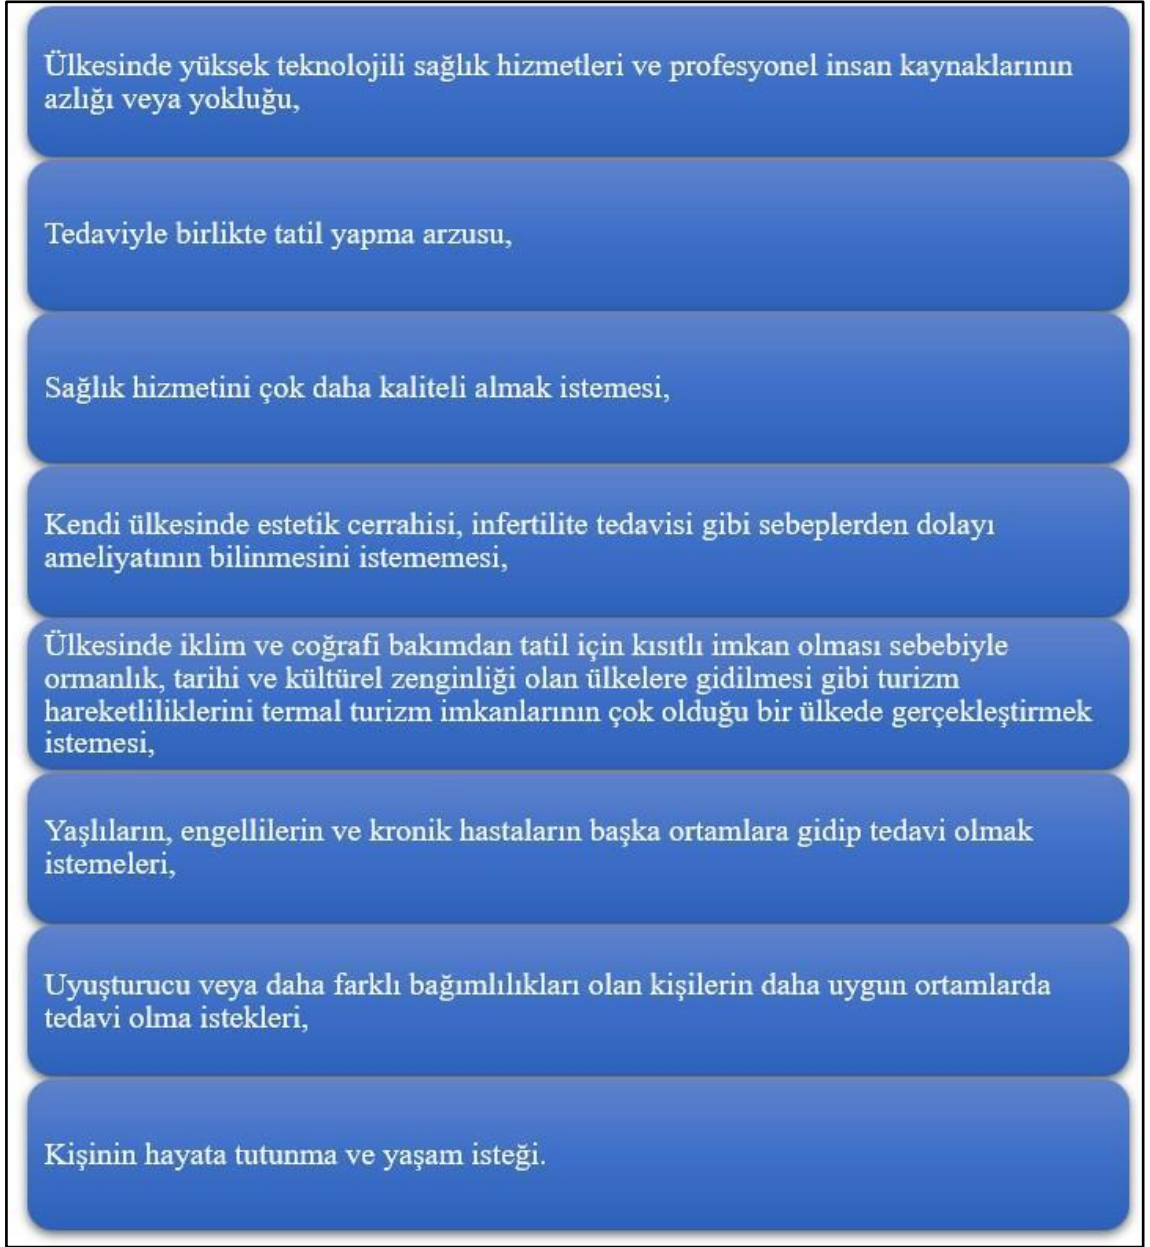 Ülkesinde yüksek teknolojili sağlık hizmetleri ve profesyonel insan kaynaklarının
azlığı veya yokluğu,
Tedaviyle birlikte tatil yapma arzusu,
Sağlık hizmetini çok daha kaliteli almak istemesi,
Kendi ülkesinde estetik cerrahisi, infertilite tedavisi gibi sebeplerden dolayı
ameliyatının bilinmesini istememesi,
Ülkesinde iklim ve coğrafi bakımdan tatil için kısıtlı imkan olması sebebiyle
ormanlık, tarihi ve kültürel zenginliği olan ülkelere gidilmesi gibi turizm
hareketliliklerini termal turizm imkanlarının çok olduğu bir ülkede gerçekleştirmek
istemesi,
Yaşlıların, engellilerin ve kronik hastaların başka ortamlara gidip tedavi olmak
istemeleri,
Uyuşturucu veya daha farklı bağımlılıkları olan kişilerin daha uygun ortamlarda
tedavi olma istekleri,
Kişinin hayata tutunma ve yaşam isteği.